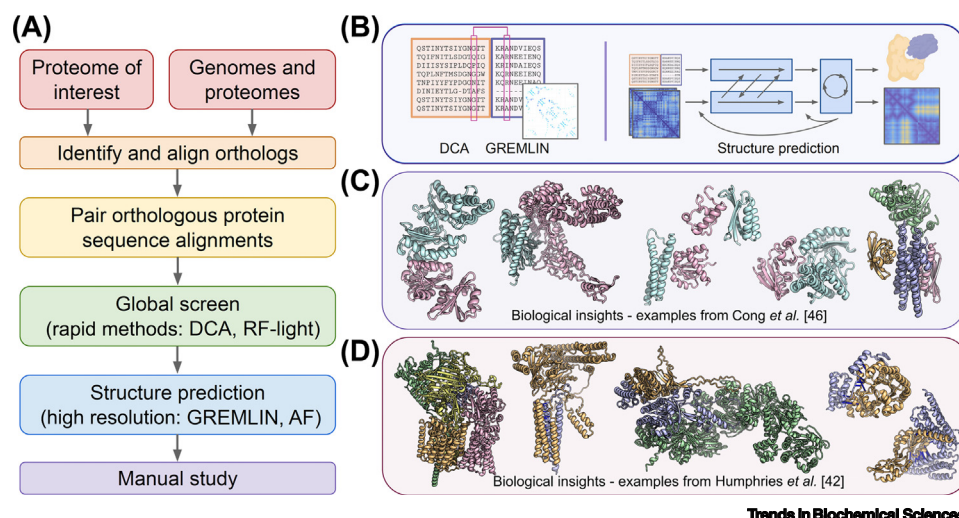 (A)
Proteome of
interest
Genomes and
proteomes
Identify and align orthologs
Pair orthologous protein
sequence alignments
Global screen
(rapid methods: DCA, RF-light)
Structure prediction
(high resolution: GREMLIN, AF)
Manual study
(B)
QSTINYTSIYGNGTT
KHANDVIEQS
DCA GREMLIN
Structure prediction
(C)
Biological insights - examples from Cong et al. [46]
(D)
Biological insights - examples from Humphries et al. [42]
Trends in Biochemical Sciences